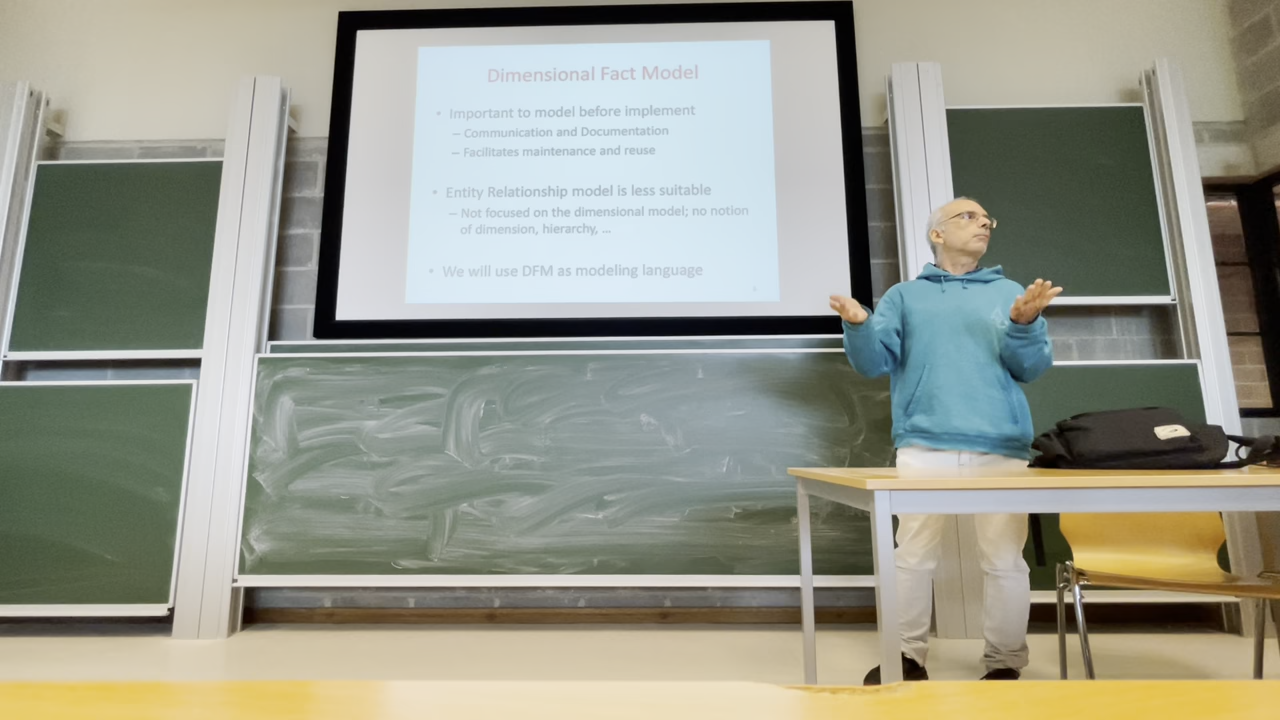 Dimensional Fact Model
• Important to model before implement
– Communication and Documentation
– Facilitates maintenance and reuse
• Entity Relationship model is less suitable
– Not focused on the dimensional model; no notion
of dimension, hierarchy, ...
• We will use DFM as modeling language